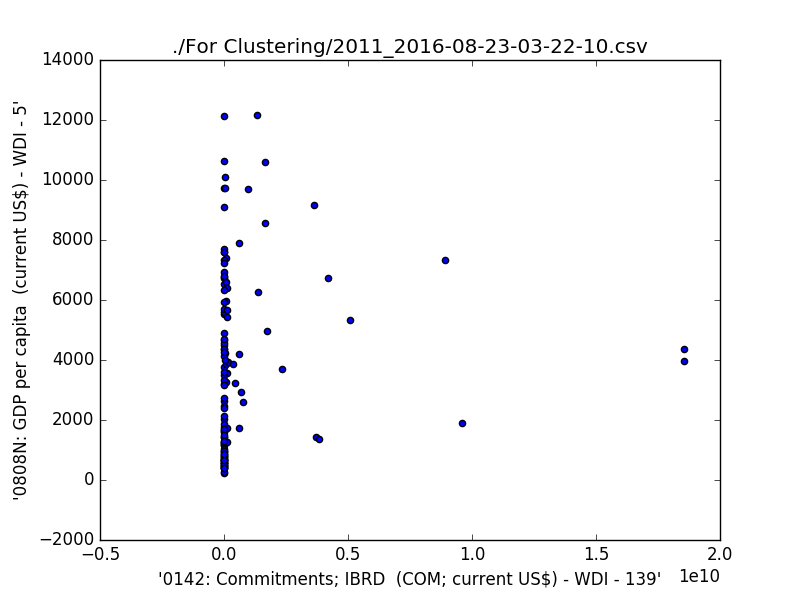 ./For Clustering/2011_2016-08-23-03-22-10.csv
14000
12000
10000
8000
6000
4000
2000
0
−2000
'0808N: GDP per capita  (current US$) - WDI - 5'
−0.5 0.0 0.5 1.0 1.5 2.0
1e10
'0142: Commitments; IBRD  (COM; current US$) - WDI - 139'